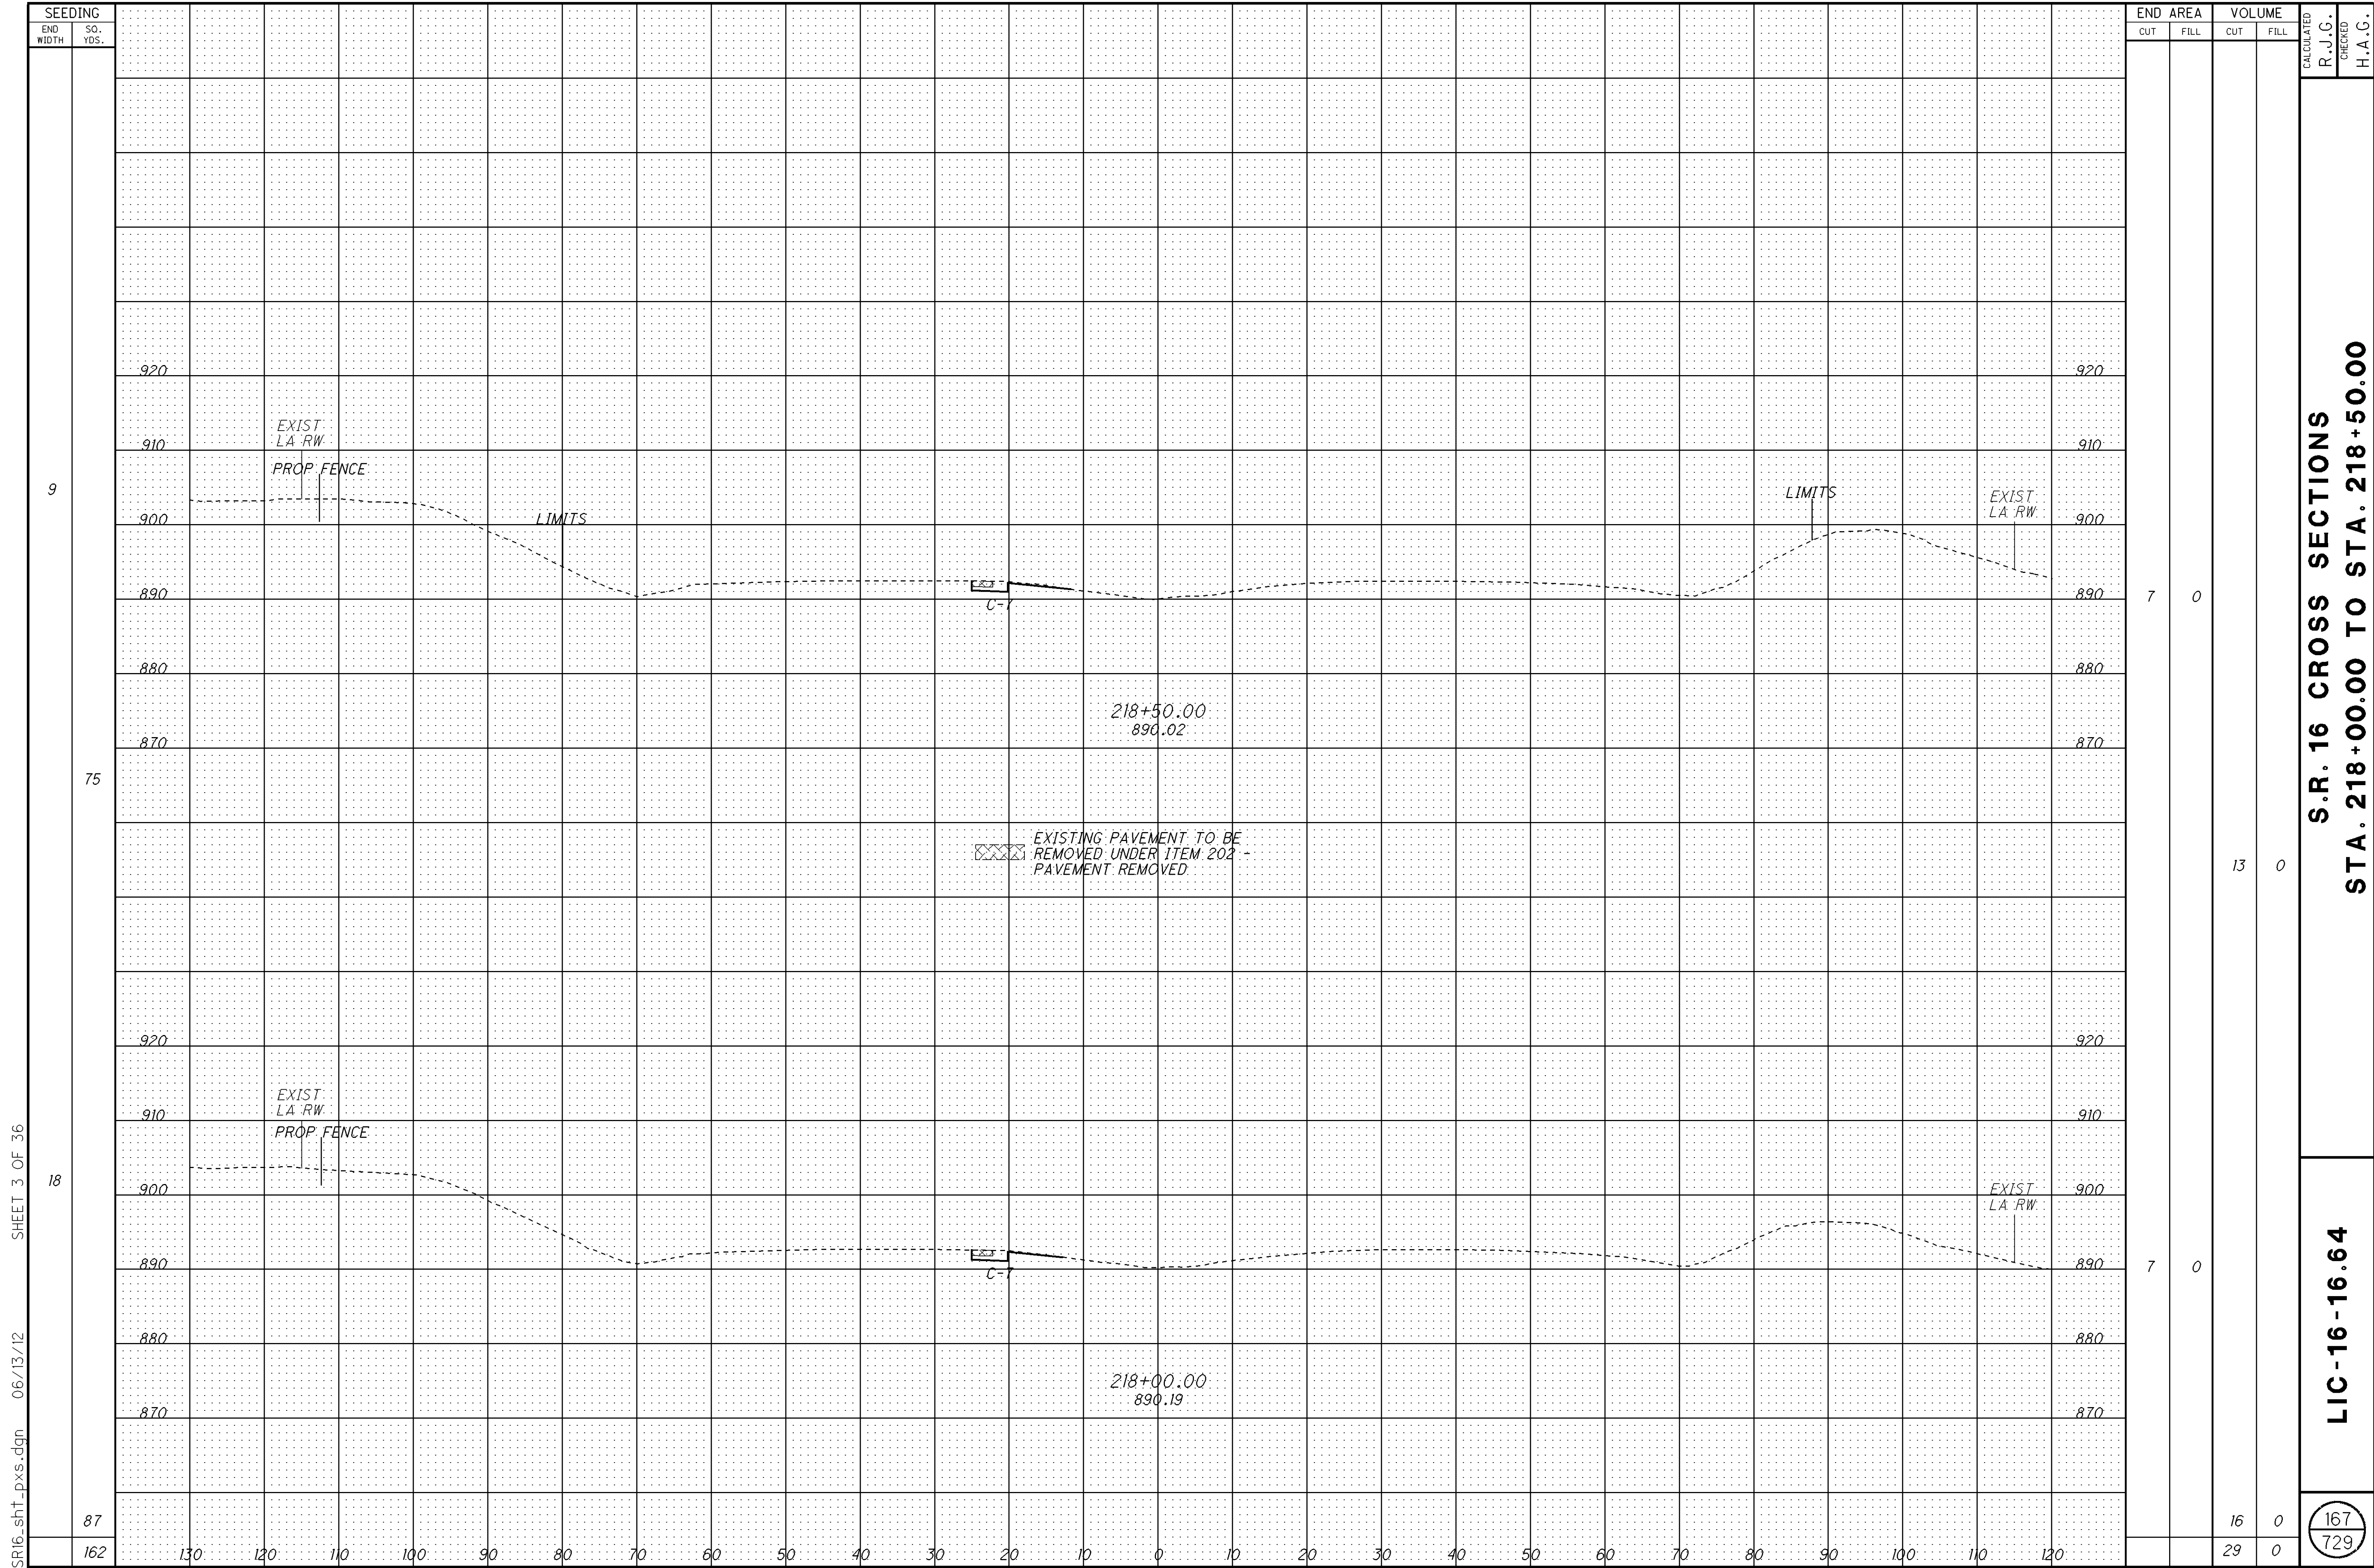 SEEDING
END WIDTH
SQ. YDS.
END AREA
VOLUME
CUT
FILL
CUT
FILL
CALCULATED
R.J.G.
CHECKED
H.A.G.
920
920
EXIST
LA RW
910
910
PROP FENCE
9
LIMITS
LIMITS
EXIST
LA RW
900
900
890
C-7
890
7
0
880
880
218+50.00
890.02
870
870
75
EXISTING PAVEMENT TO BE
REMOVED UNDER ITEM 202 -
PAVEMENT REMOVED
13
0
920
920
EXIST
LA RW
910
910
PROP FENCE
18
EXIST
LA RW
900
900
890
C-7
890
7
0
880
880
218+00.00
890.19
870
870
87
16
0
162
130 120 110 100 90 80 70 60 50 40 30 20 10 0 10 20 30 40 50 60 70 80 90 100 110 120
29
0
S.R. 16 CROSS SECTIONS
STA. 218+00.00 TO STA. 218+50.00
LIC-16-16.64
167
729
SR16_sht_pxs.dgn 06/13/12 SHEET 3 OF 36